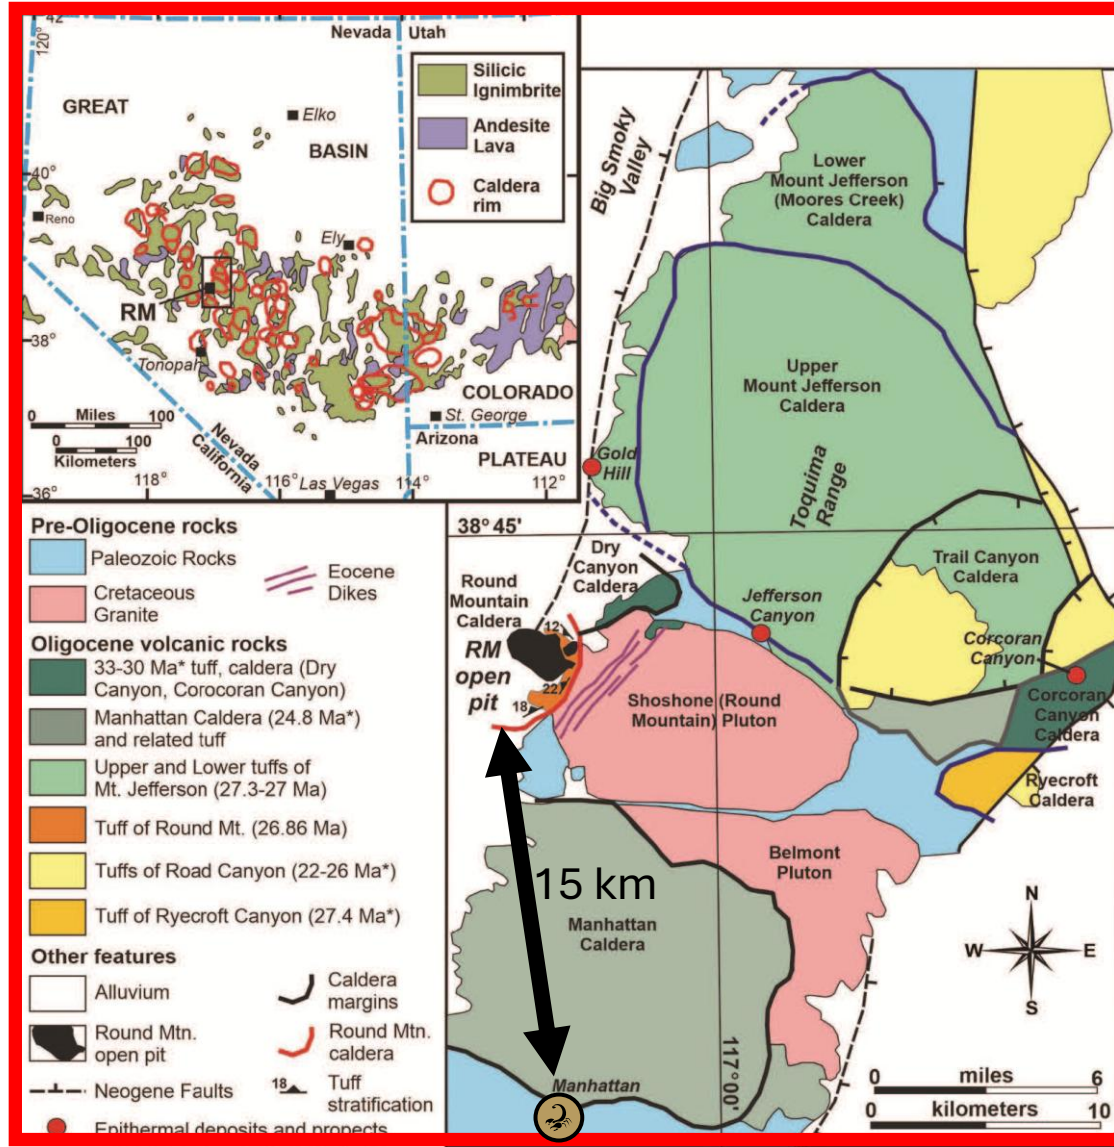 42
120°
Nevada
Utah
GREAT
Elko
BASIN
40°
Reno
Ely
RM
38°
Tonopah
COLORADO
0 Miles 100
St. George
0 100
Kilometers
Nevada
California
Arizona
PLATEAU
36°
118°
116°
Las Vegas
114°
112°
Silicic
Ignimbrite
Andesite
Lava
Caldera
rim
Big Smoky
Valley
Lower
Mount Jefferson
(Moores Creek)
Caldera
Upper
Mount Jefferson
Caldera
Gold
Hill
Toquima
Range
38° 45'
Dry
Canyon
Caldera
Trail Canyon
Caldera
Round
Mountain
Caldera
Jefferson
Canyon
12
RM
open
pit
22
18
Corcoran
Canyon
Shoshone (Round
Mountain) Pluton
Corcoran
Canyon
Caldera
Ryecroft
Caldera
Belmont
Pluton
15 km
Manhattan
Caldera
N
W
E
S
117° 00'
Manhattan
0 miles 6
0 kilometers 10
Pre-Oligocene rocks
Paleozoic Rocks
Cretaceous
Granite
Eocene
Dikes
Oligocene volcanic rocks
33-30 Ma* tuff, caldera (Dry
Canyon, Corocoran Canyon)
Manhattan Caldera (24.8 Ma*)
and related tuff
Upper and Lower tuffs of
Mt. Jefferson (27.3-27 Ma)
Tuff of Round Mt. (26.86 Ma)
Tuffs of Road Canyon (22-26 Ma*)
Tuff of Ryecroft Canyon (27.4 Ma*)
Other features
Alluvium
Caldera
margins
Round Mtn.
open pit
Round Mtn.
caldera
Neogene Faults
18
Tuff
stratification
Epithermal deposits and prospects